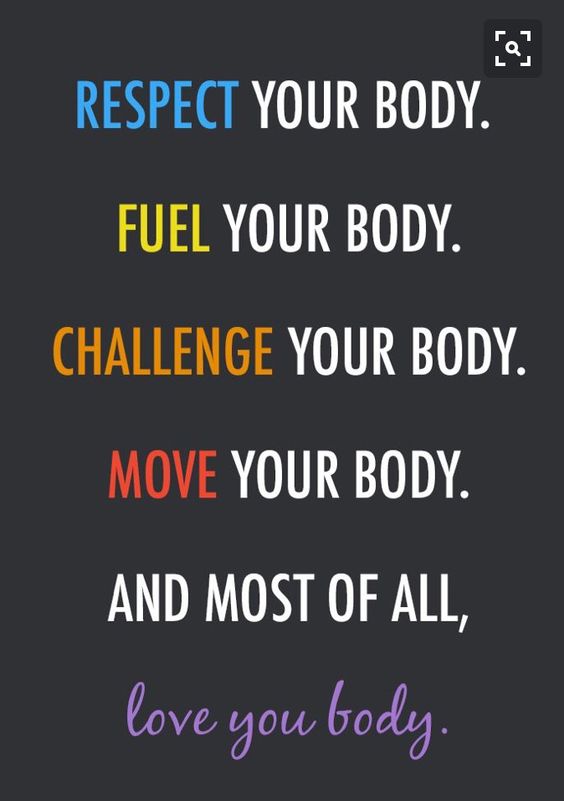 RESPECT YOUR BODY.
FUEL YOUR BODY.
CHALLENGE YOUR BODY.
MOVE YOUR BODY.
AND MOST OF ALL,
love you body.